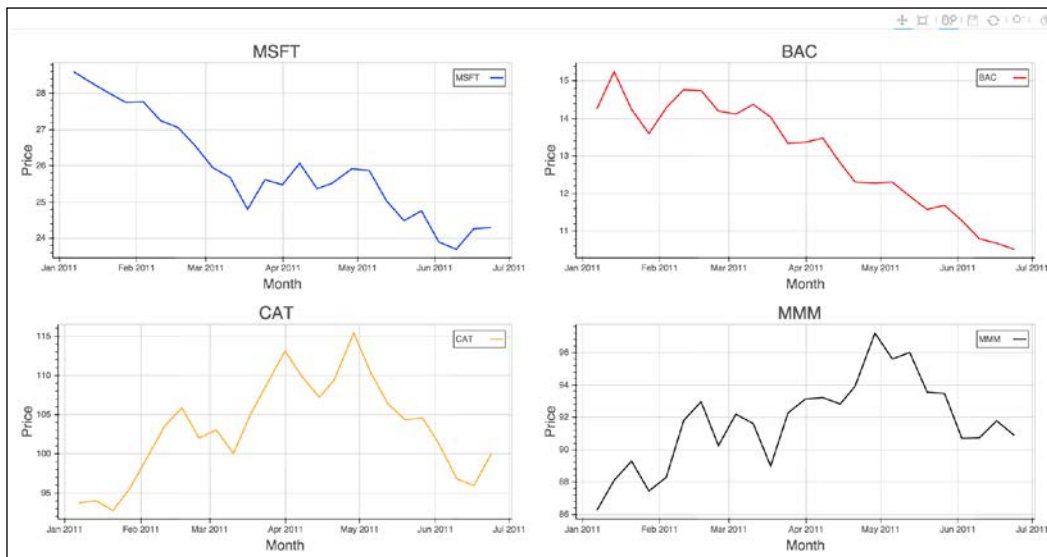 MSFT
MSFT
28
27
26
25
24
Price
Jan 2011 Feb 2011 Mar 2011 Apr 2011 May 2011 Jun 2011 Jul 2011
Month
BAC
BAC
15
14
13
12
11
Price
Jan 2011 Feb 2011 Mar 2011 Apr 2011 May 2011 Jun 2011 Jul 2011
Month
CAT
CAT
115
110
105
100
95
Price
Jan 2011 Feb 2011 Mar 2011 Apr 2011 May 2011 Jun 2011 Jul 2011
Month
MMM
MMM
96
94
92
90
88
86
Price
Jan 2011 Feb 2011 Mar 2011 Apr 2011 May 2011 Jun 2011 Jul 2011
Month